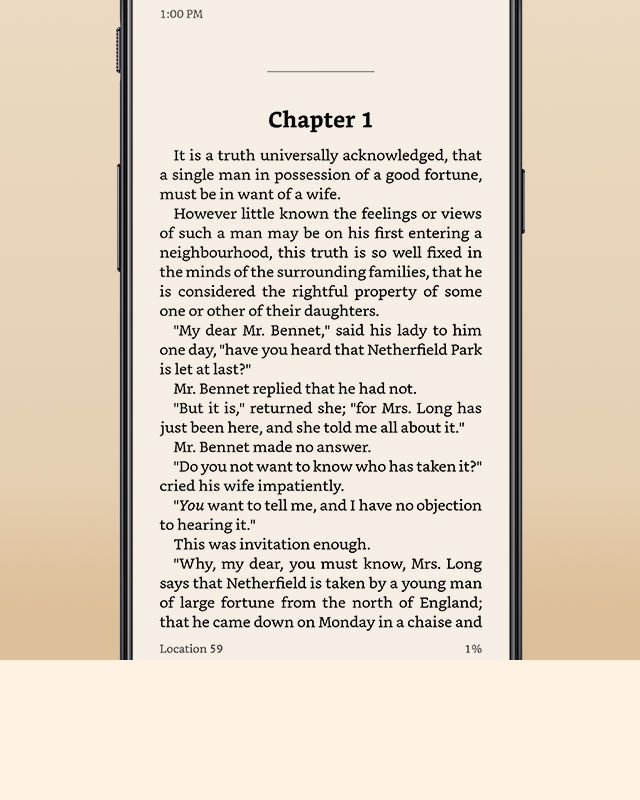 1:00 PM
Chapter 1
It is a truth universally acknowledged, that
a single man in possession of a good fortune,
must be in want of a wife.
However little known the feelings or views
of such a man may be on his first entering a
neighbourhood, this truth is so well fixed in
the minds of the surrounding families, that he
is considered the rightful property of some
one or other of their daughters.
"My dear Mr. Bennet," said his lady to him
one day, "have you heard that Netherfield Park
is let at last?"
Mr. Bennet replied that he had not.
"But it is," returned she; "for Mrs. Long has
just been here, and she told me all about it."
Mr. Bennet made no answer.
"Do you not want to know who has taken it?"
cried his wife impatiently.
"You want to tell me, and I have no objection
to hearing it."
This was invitation enough.
"Why, my dear, you must know, Mrs. Long
says that Netherfield is taken by a young man
of large fortune from the north of England;
that he came down on Monday in a chaise and
Location 59 1%